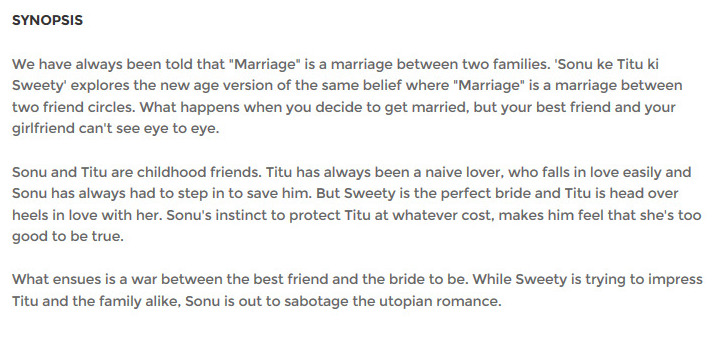 SYNOPSIS
We have always been told that "Marriage" is a marriage between two families. 'Sonu ke Titu ki
Sweety' explores the new age version of the same belief where "Marriage" is a marriage between
two friend circles. What happens when you decide to get married, but your best friend and your
girlfriend can't see eye to eye.
Sonu and Titu are childhood friends. Titu has always been a naive lover, who falls in love easily and
Sonu has always had to step in to save him. But Sweety is the perfect bride and Titu is head over
heels in love with her. Sonu's instinct to protect Titu at whatever cost, makes him feel that she's too
good to be true.
What ensues is a war between the best friend and the bride to be. While Sweety is trying to impress
Titu and the family alike, Sonu is out to sabotage the utopian romance.